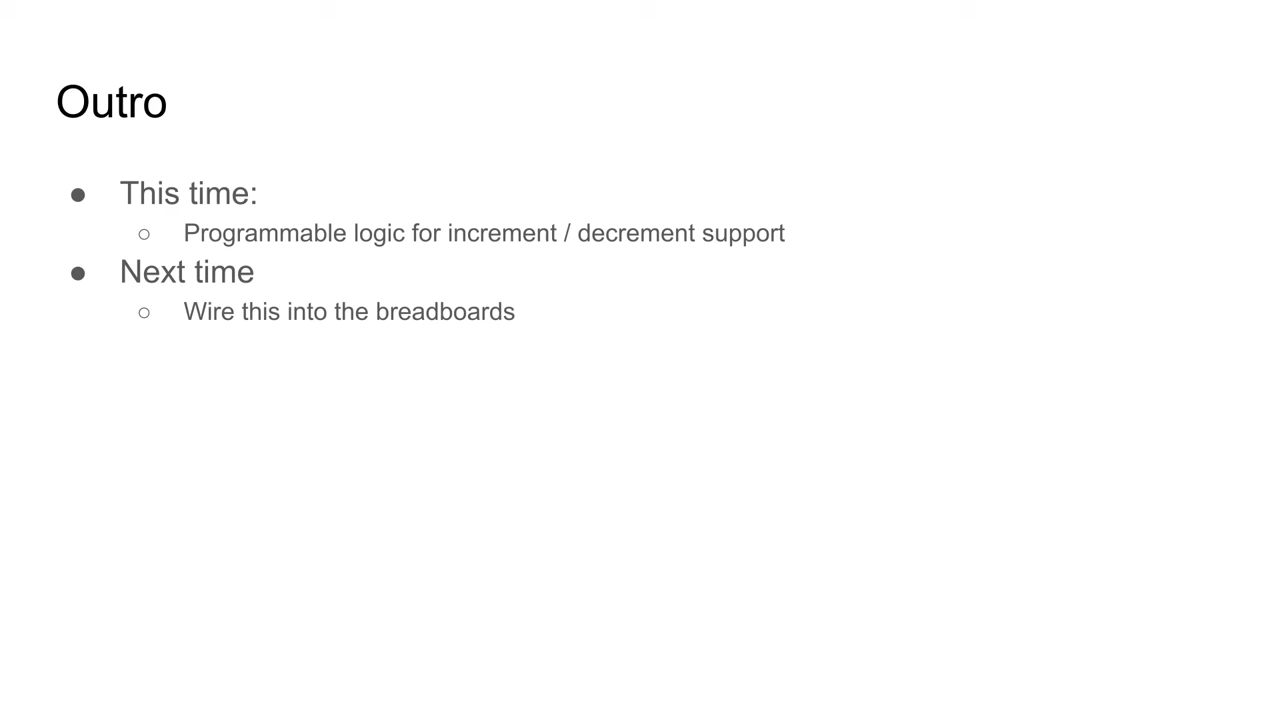 Outro
● This time:
○ Programmable logic for increment / decrement support
● Next time
○ Wire this into the breadboards